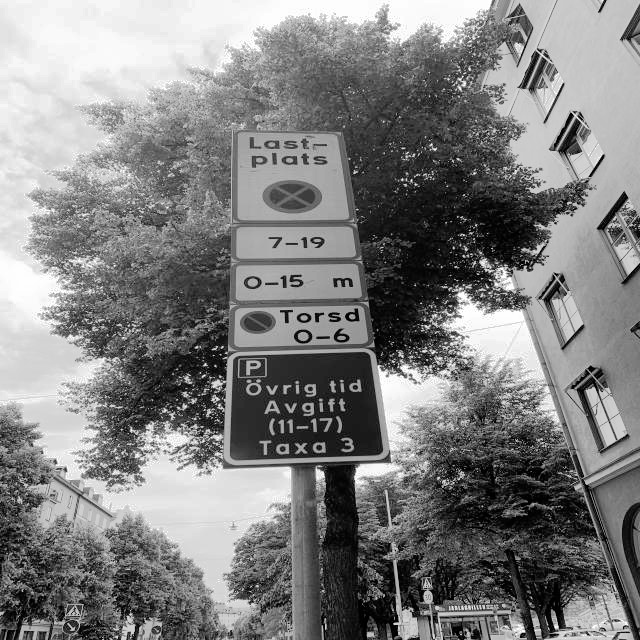 Last-
plats
7-19
0-15 m
Torsd
0-6
P
Övrig tid
Avgift
(11-17)
Taxa 3